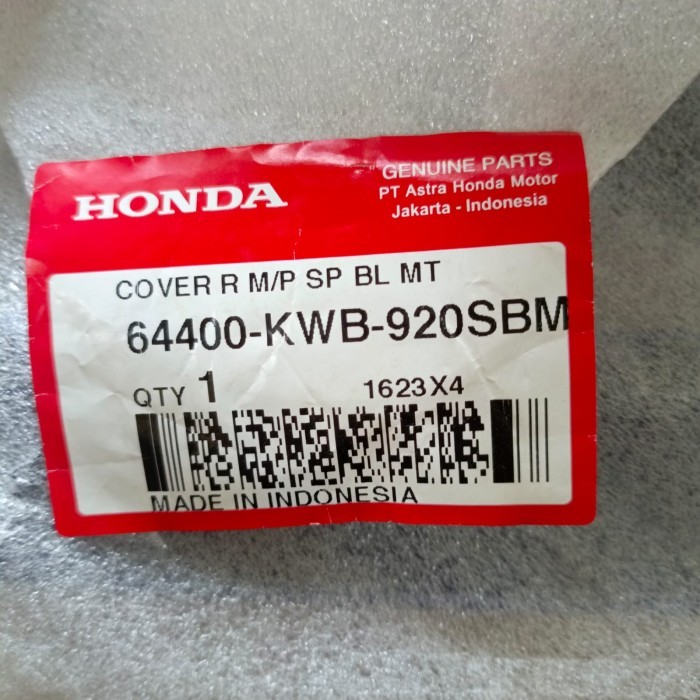 HONDA
GENUINE PARTS
PT Astra Honda Motor
Jakarta - Indonesia
COVER R M/P SP BL MT
64400-KWB-920SBM
QTY 1
1623X4
MADE IN INDONESIA